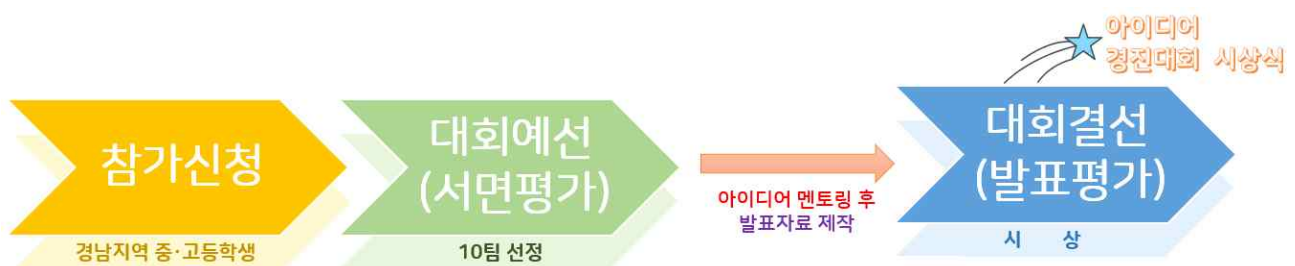 아이디어
경진대회 시상식
참가신청
경남지역 중·고등학생
대회예선
(서면평가)
10팀 선정
아이디어 멘토링 후
발표자료 제작
대회결선
(발표평가)
시 상